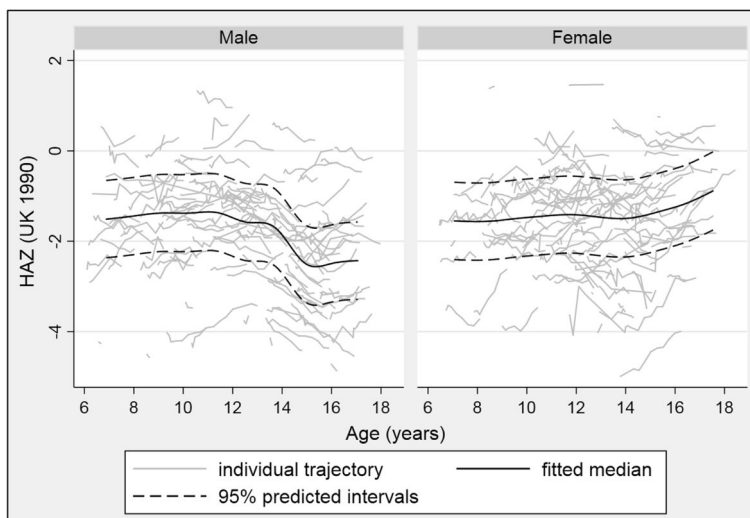 Male Female
HAZ (UK 1990)
2
0
-2
-4
6 8 10 12 14 16 18 6 8 10 12 14 16 18
Age (years)
individual trajectory fitted median
95% predicted intervals